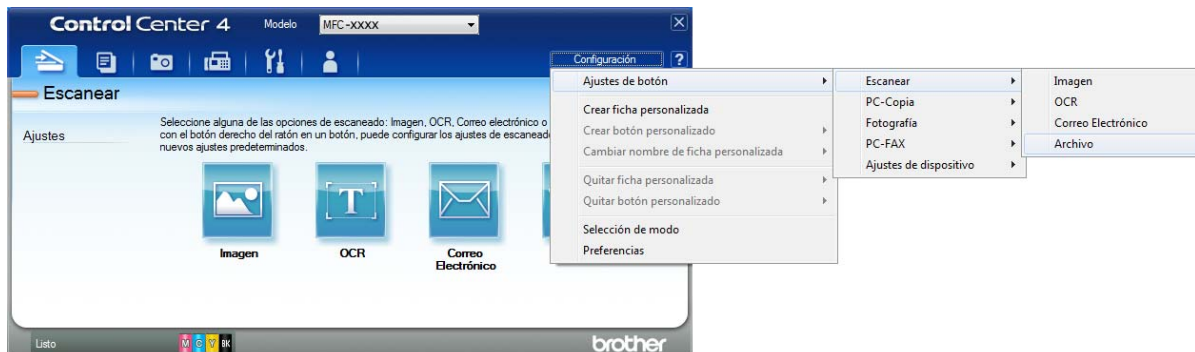 Control Center 4
Modelo
MFC-XXXX
Configuración
?
Escanear
Ajustes
Seleccione alguna de las opciones de escaneado: Imagen, OCR, Correo electrónico o
con el botón derecho del ratón en un botón, puede configurar los ajustes de escaneado
nuevos ajustes predeterminados.
Imagen
OCR
Correo
Electrónico
Ajustes de botón
Crear ficha personalizada
Crear botón personalizado
Cambiar nombre de ficha personalizada
Quitar ficha personalizada
Quitar botón personalizado
Selección de modo
Preferencias
Escanear
PC-Copia
Fotografía
PC-FAX
Ajustes de dispositivo
Imagen
OCR
Correo Electrónico
Archivo
Listo
M C Y BK
brother